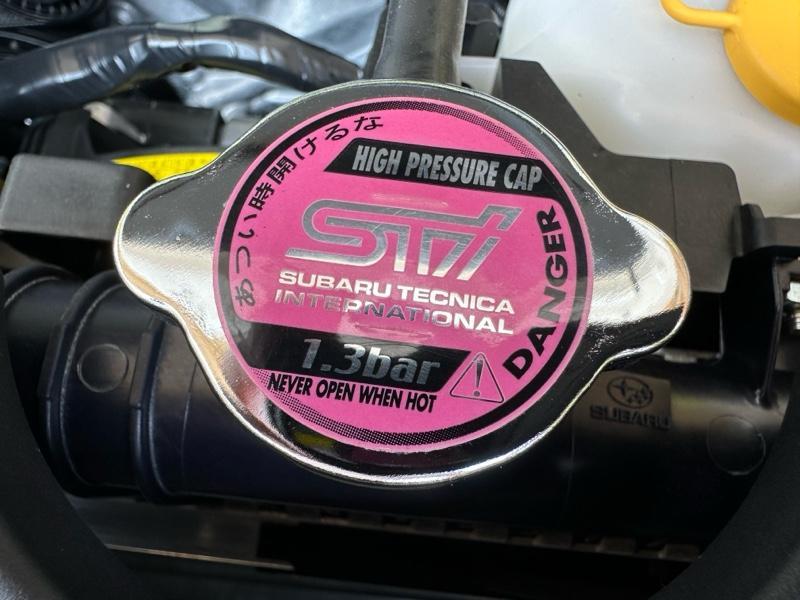 あつい時開けるな
HIGH PRESSURE CAP
STi
SUBARU TECNICA
INTERNATIONAL
DANGER
1.3bar
NEVER OPEN WHEN HOT
SUBARU